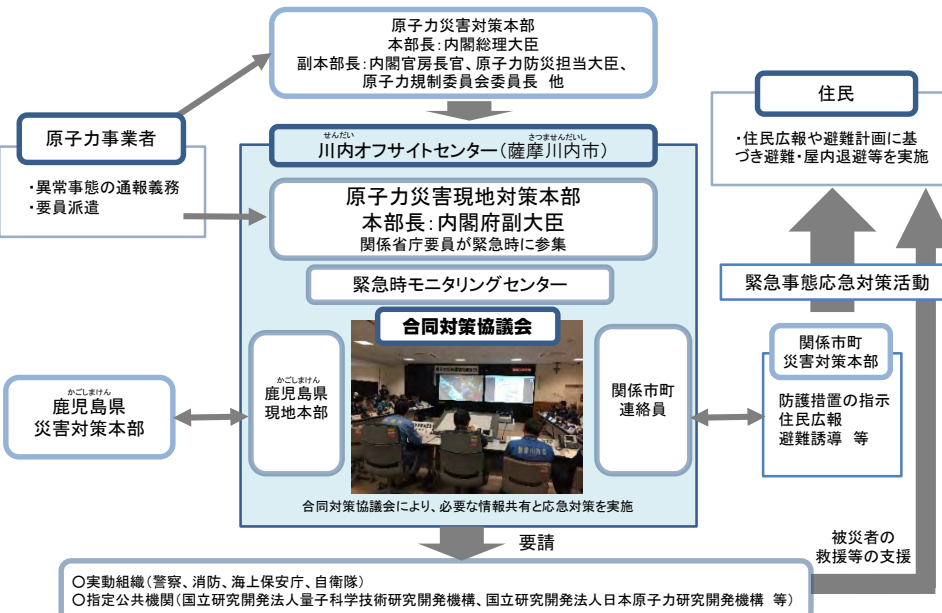 原子力災害対策本部
本部長：内閣総理大臣
副本部長：内閣官房長官、原子力防災担当大臣、
原子力規制委員会委員長 他
原子力事業者
・異常事態の通報義務
・要員派遣
せんだい さつませんだいし
川内オフサイトセンター（薩摩川内市）
原子力災害現地対策本部
本部長：内閣府副大臣
関係省庁要員が緊急時に参集
緊急時モニタリングセンター
合同対策協議会
かごしまけん
鹿児島県
災害対策本部
かごしまけん
鹿児島県
現地本部
薩摩川内市
関係市町
連絡員
合同対策協議会により、必要な情報共有と応急対策を実施
住民
・住民広報や避難計画に基
づき避難・屋内退避等を実施
緊急事態応急対策活動
関係市町
災害対策本部
防護措置の指示
住民広報
避難誘導 等
要請
被災者の
救援等の支援
○実動組織（警察、消防、海上保安庁、自衛隊）
○指定公共機関（国立研究開発法人量子科学技術研究開発機構、国立研究開発法人日本原子力研究開発機構 等）